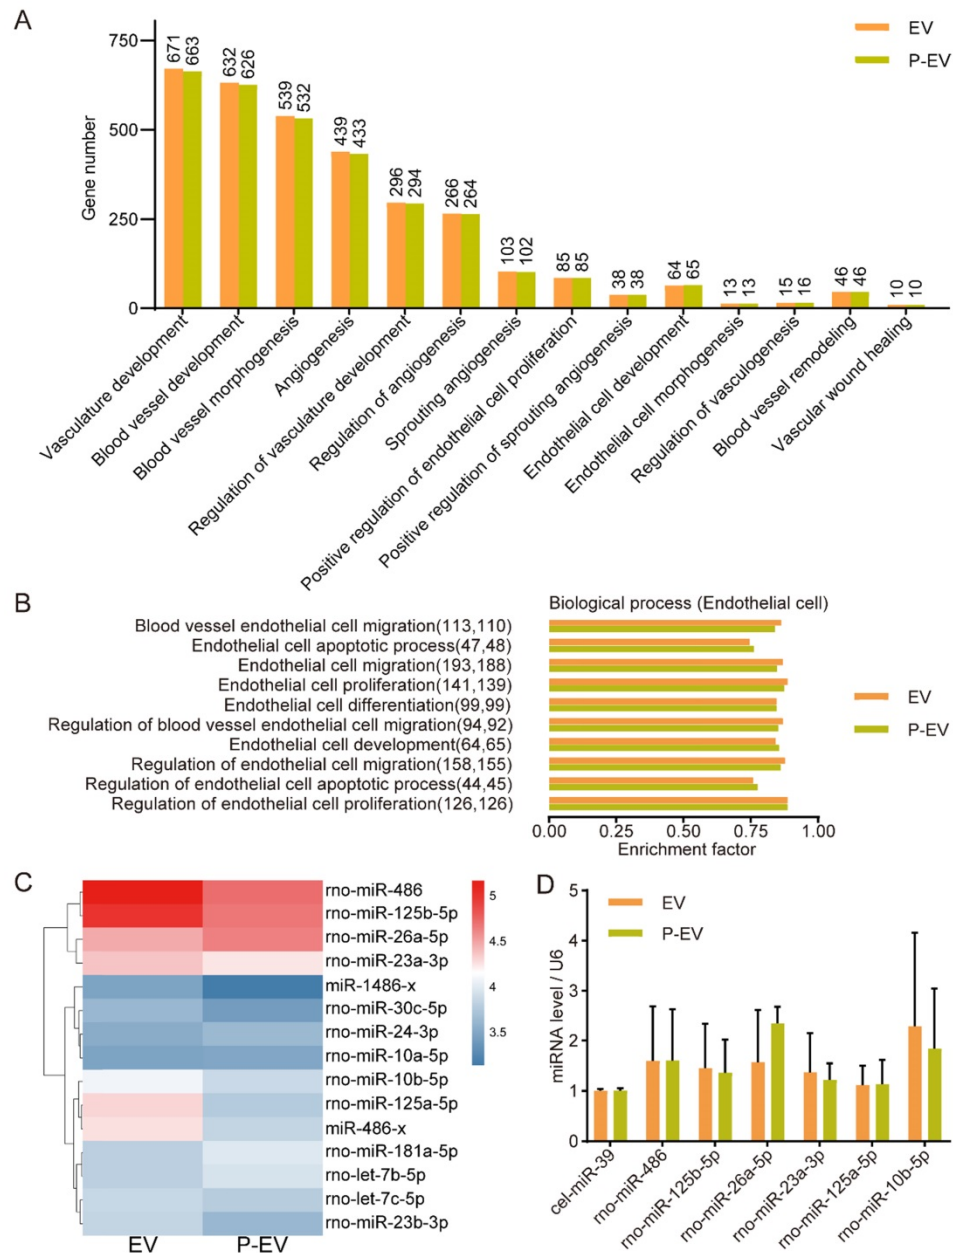 A
EV
P-EV
Gene number
750
500
250
0
671
663
632
626
539
532
439
433
296
294
266
264
103
102
85
85
38
38
64
65
13
13
15
16
46
46
10
10
Vasculature development
Blood vessel development
Blood vessel morphogenesis
Angiogenesis
Regulation of vasculature development
Regulation of angiogenesis
Sprouting angiogenesis
Positive regulation of endothelial cell proliferation
Positive regulation of sprouting angiogenesis
Endothelial cell development
Endothelial cell morphogenesis
Regulation of vasculogenesis
Blood vessel remodeling
Vascular wound healing
B
Biological process (Endothelial cell)
Blood vessel endothelial cell migration(113,110)
Endothelial cell apoptotic process(47,48)
Endothelial cell migration(193,188)
Endothelial cell proliferation(141,139)
Endothelial cell differentiation(99,99)
Regulation of blood vessel endothelial cell migration(94,92)
Endothelial cell development(64,65)
Regulation of endothelial cell migration(158,155)
Regulation of endothelial cell apoptotic process(44,45)
Regulation of endothelial cell proliferation(126,126)
EV
P-EV
0.00 0.25 0.50 0.75 1.00
Enrichment factor
C
rno-miR-486
rno-miR-125b-5p
rno-miR-26a-5p
rno-miR-23a-3p
miR-1486-x
rno-miR-30c-5p
rno-miR-24-3p
rno-miR-10a-5p
rno-miR-10b-5p
rno-miR-125a-5p
miR-486-x
rno-miR-181a-5p
rno-let-7b-5p
rno-let-7c-5p
rno-miR-23b-3p
EV P-EV
5
4.5
4
3.5
D
EV
P-EV
miRNA level / U6
5
4
3
2
1
0
cel-miR-39
rno-miR-486
rno-miR-125b-5p
rno-miR-26a-5p
rno-miR-23a-3p
rno-miR-125a-5p
rno-miR-10b-5p